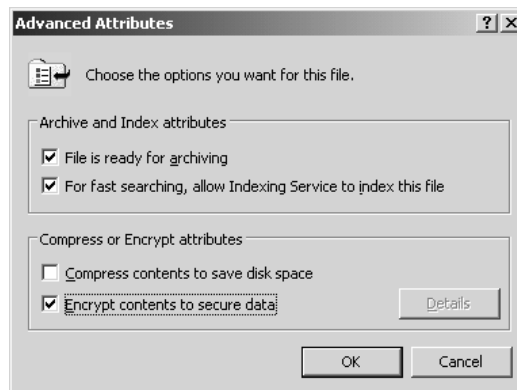 Advanced Attributes
Choose the options you want for this file.
Archive and Index attributes
File is ready for archiving
For fast searching, allow Indexing Service to index this file
Compress or Encrypt attributes
Compress contents to save disk space
Encrypt contents to secure data
Details
OK
Cancel